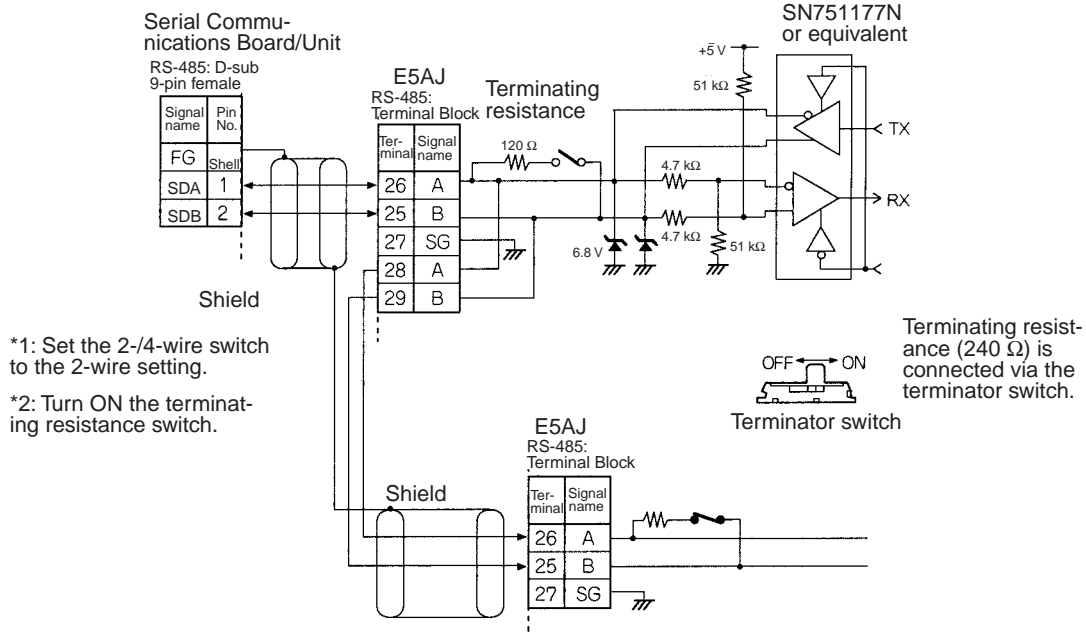 Serial Commu-
nications Board/Unit
RS-485: D-sub
9-pin female
Signal name
Pin No.
FG
Shell
SDA
1
SDB
2
Shield
E5AJ
RS-485:
Terminal Block
Ter-
minal
Signal
name
26 A
25 B
27 SG
28 A
29 B
Terminating
resistance
120 Ω
SN751177N
or equivalent
+5 V
51 kΩ
TX
4.7 kΩ
RX
4.7 kΩ
6.8 V
51 kΩ
*1: Set the 2-/4-wire switch
to the 2-wire setting.
*2: Turn ON the terminat-
ing resistance switch.
OFF
ON
Terminator switch
Terminating resist-
ance (240 Ω) is
connected via the
terminator switch.
E5AJ
RS-485:
Terminal Block
Shield
Ter-
minal
Signal
name
26 A
25 B
27 SG